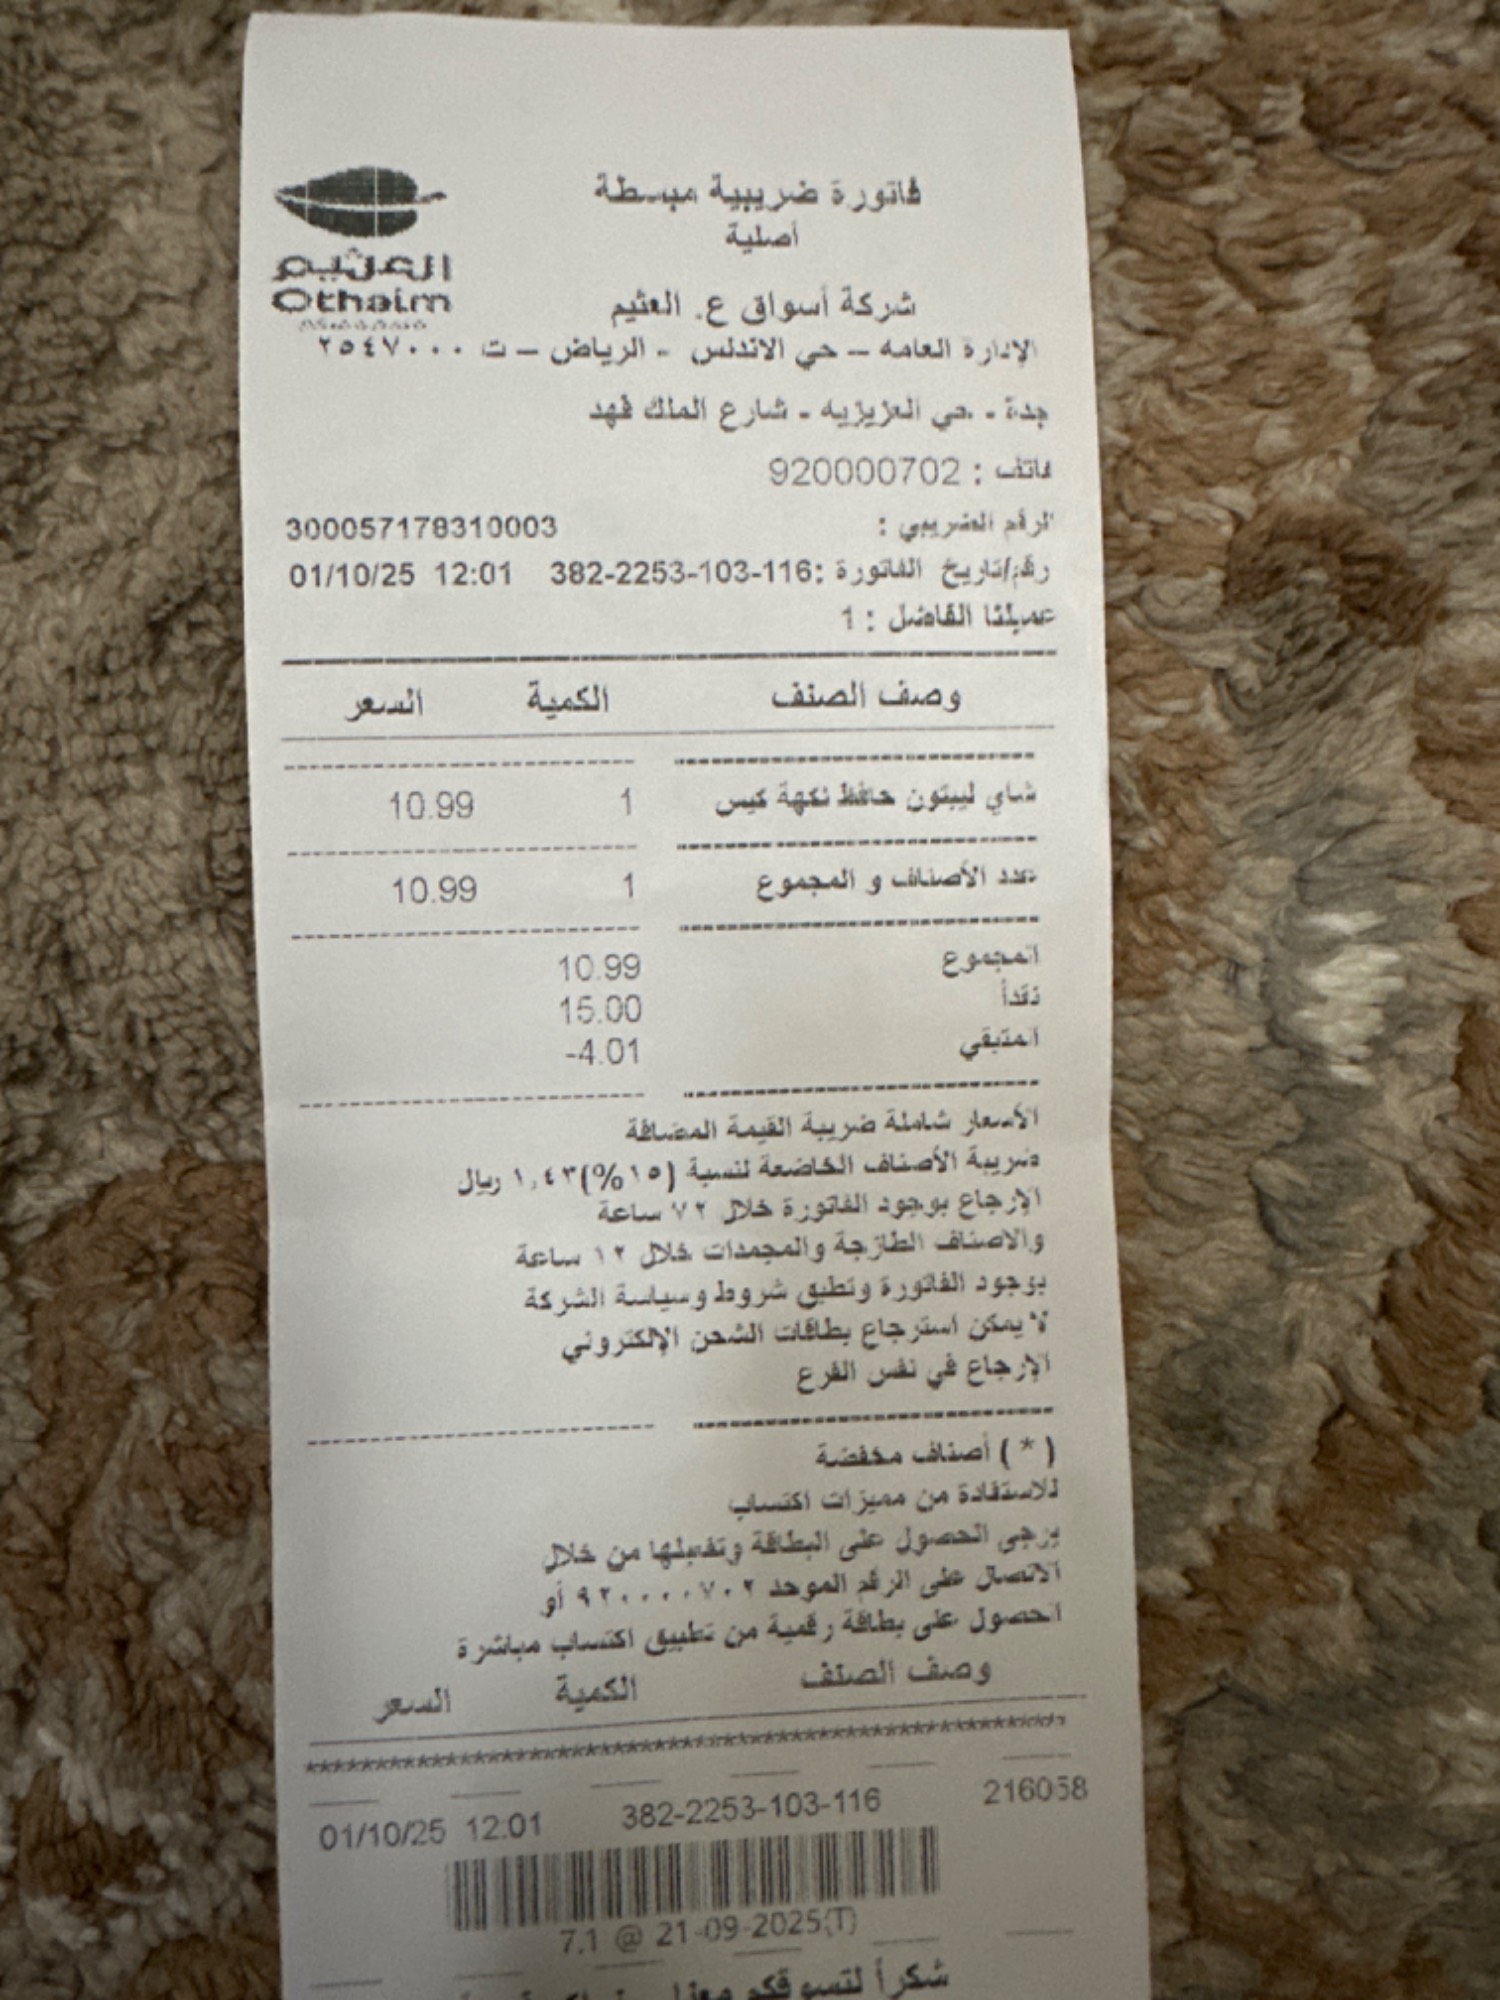 فاتورة ضريبية مبسطة
أصلية
العثيم
Othaim
شركة أسواق ع. العثيم
الإدارة العامه – حي الاندلس - الرياض – ت ٢٥٤٧٠٠٠
جدة - حي العزيزيه - شارع الملك فهد
هاتف : 920000702
الرقم الضريبي : 300057178310003
رقم/تاريخ الفاتورة :382-2253-103-116 01/10/25 12:01
عميلنا الفاضل : 1
وصف الصنف الكمية السعر
شاي ليبتون حافظ نكهة كيس 1 10.99
عدد الأصناف و المجموع 1 10.99
المجموع 10.99
نقدأ 15.00
المتبقي -4.01
الأسعار شاملة ضريبة القيمة المضافة
ضريبة الأصناف الخاضعة لنسبة (١٥%)١,٤٣ ريال
الإرجاع بوجود الفاتورة خلال ٧٢ ساعة
والاصناف الطازجة والمجمدات خلال ١٢ ساعة
بوجود الفاتورة وتطبق شروط وسياسة الشركة
لا يمكن استرجاع بطاقات الشحن الإلكتروني
الإرجاع في نفس الفرع
( * ) أصناف مخفضة
للاستفادة من مميزات اكتساب
يرجى الحصول على البطاقة وتفعيلها من خلال
الاتصال على الرقم الموحد ٩٢٠٠٠٠٧٠٢ أو
الحصول على بطاقة رقمية من تطبيق اكتساب مباشرة
وصف الصنف الكمية السعر
*****************************************************
216058 382-2253-103-116 01/10/25 12:01
7.1 @ 21-09-2025(T)
شكرأ لتسوقكم معنا